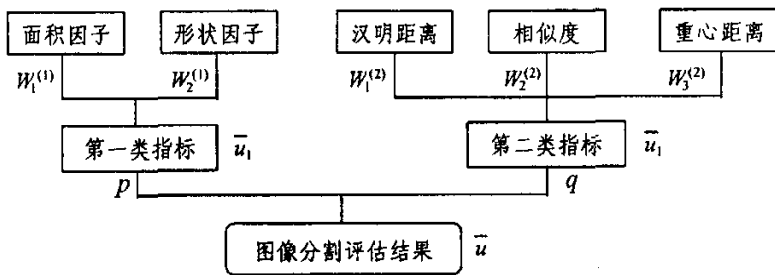 面积因子 形状因子 汉明距离 相似度 重心距离
W₁⁽¹⁾ W₂⁽¹⁾ W₁⁽²⁾ W₂⁽²⁾ W₃⁽²⁾
第一类指标 u̅₁ 第二类指标 u̅₁
p q
图像分割评估结果 u̅